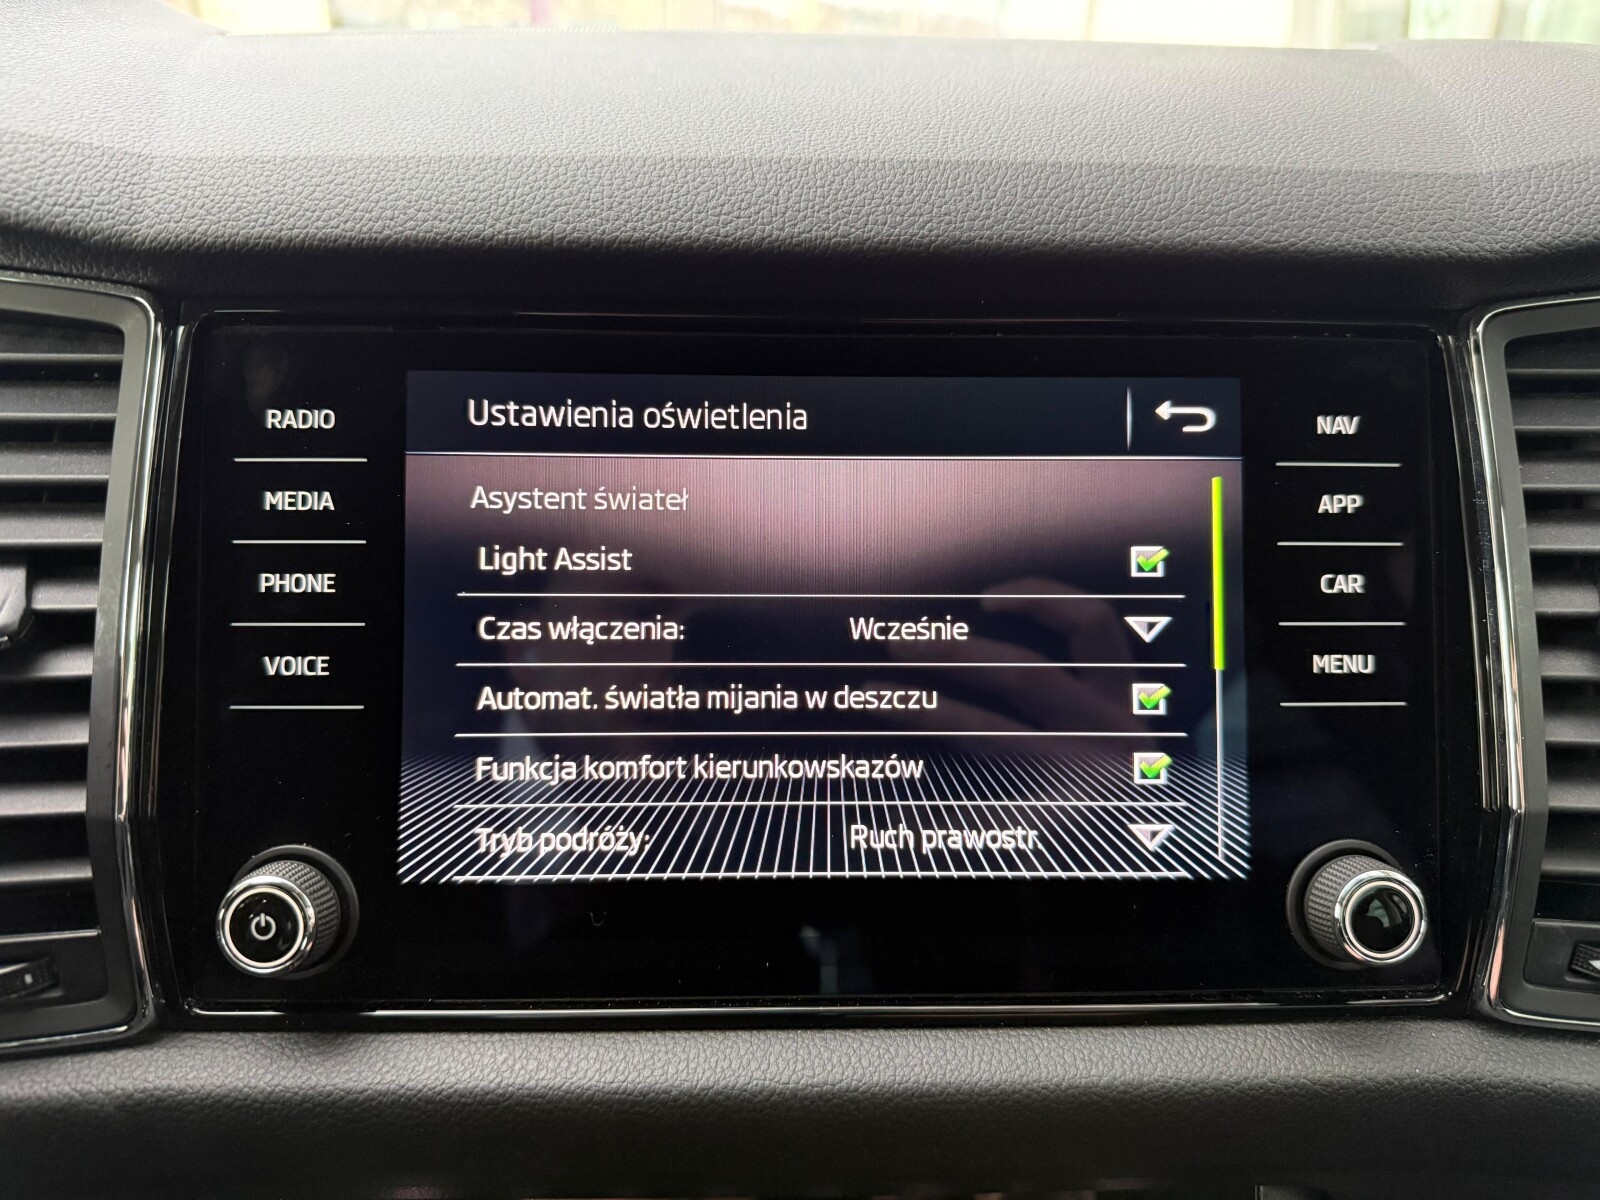 Ustawienia oświetlenia
Asystent świateł
Light Assist
Czas włączenia: Wcześnie
Automat. światła mijania w deszczu
Funkcja komfort kierunkowskazów
Tryb podróży: Ruch prawostr.
RADIO
MEDIA
PHONE
VOICE
NAV
APP
CAR
MENU